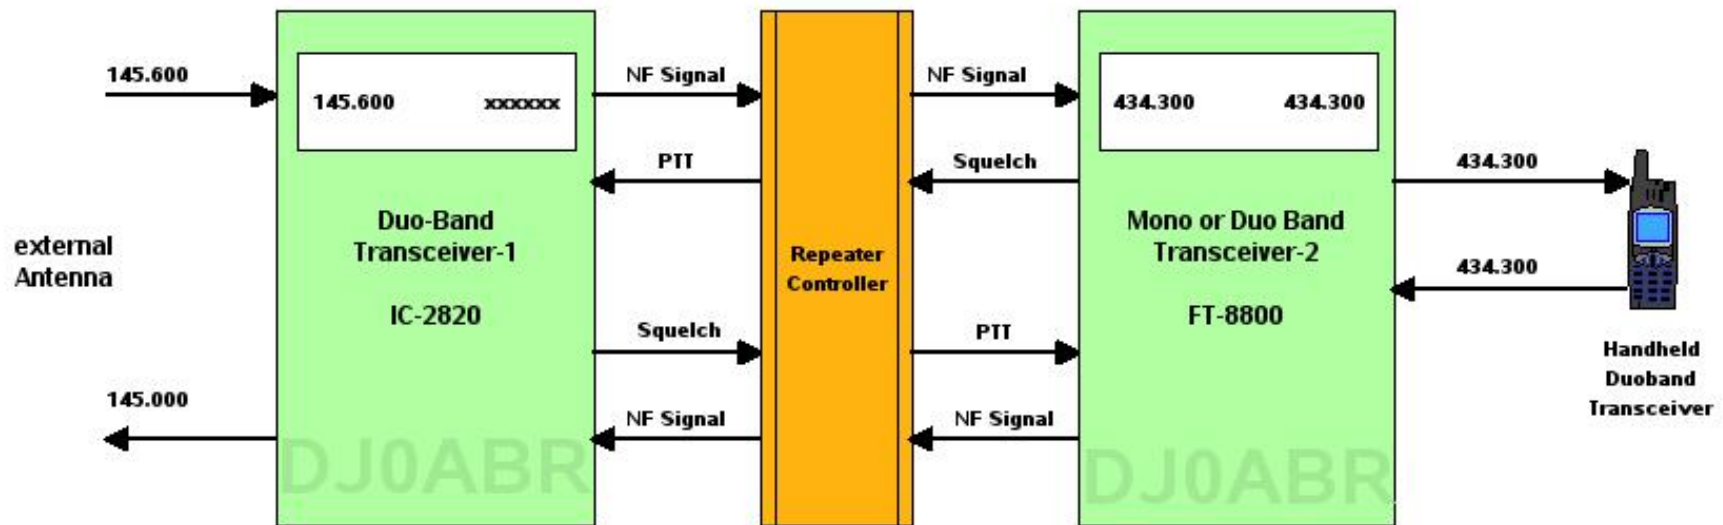 145.600
145.600 xxxxxx
NF Signal
NF Signal
434.300 434.300
PTT
Squelch
434.300
external
Antenna
Duo-Band
Transceiver-1
IC-2820
Repeater
Controller
Mono or Duo Band
Transceiver-2
FT-8800
434.300
Squelch
PTT
Handheld
Duoband
Transceiver
145.000
NF Signal
NF Signal
DJ0ABR
DJ0ABR